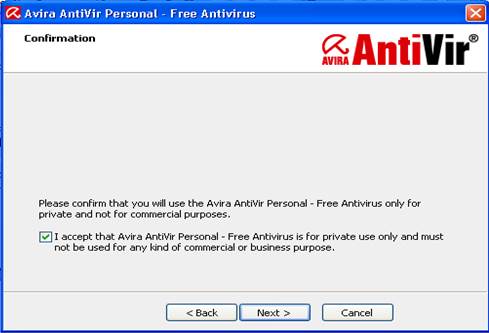 Avira AntiVir Personal - Free Antivirus
Confirmation
AVIRA AntiVir®
Please confirm that you will use the Avira AntiVir Personal - Free Antivirus only for
private and not for commercial purposes.
I accept that Avira AntiVir Personal - Free Antivirus is for private use only and must
not be used for any kind of commercial or business purpose.
< Back Next > Cancel